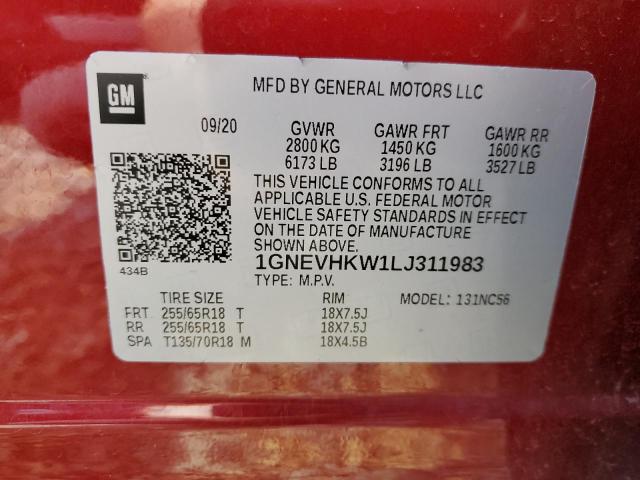 GM
MFD BY GENERAL MOTORS LLC
09/20 GVWR GAWR FRT GAWR RR
2800 KG 1450 KG 1600 KG
6173 LB 3196 LB 3527 LB
THIS VEHICLE CONFORMS TO ALL
APPLICABLE U.S. FEDERAL MOTOR
VEHICLE SAFETY STANDARDS IN EFFECT
ON THE DATE OF MANUFACTURE
434B 1GNEVHKW1LJ311983
TYPE: M.P.V.
TIRE SIZE RIM MODEL: 131NC56
FRT 255/65R18 T 18X7.5J
RR 255/65R18 T 18X7.5J
SPA T135/70R18 M 18X4.5B